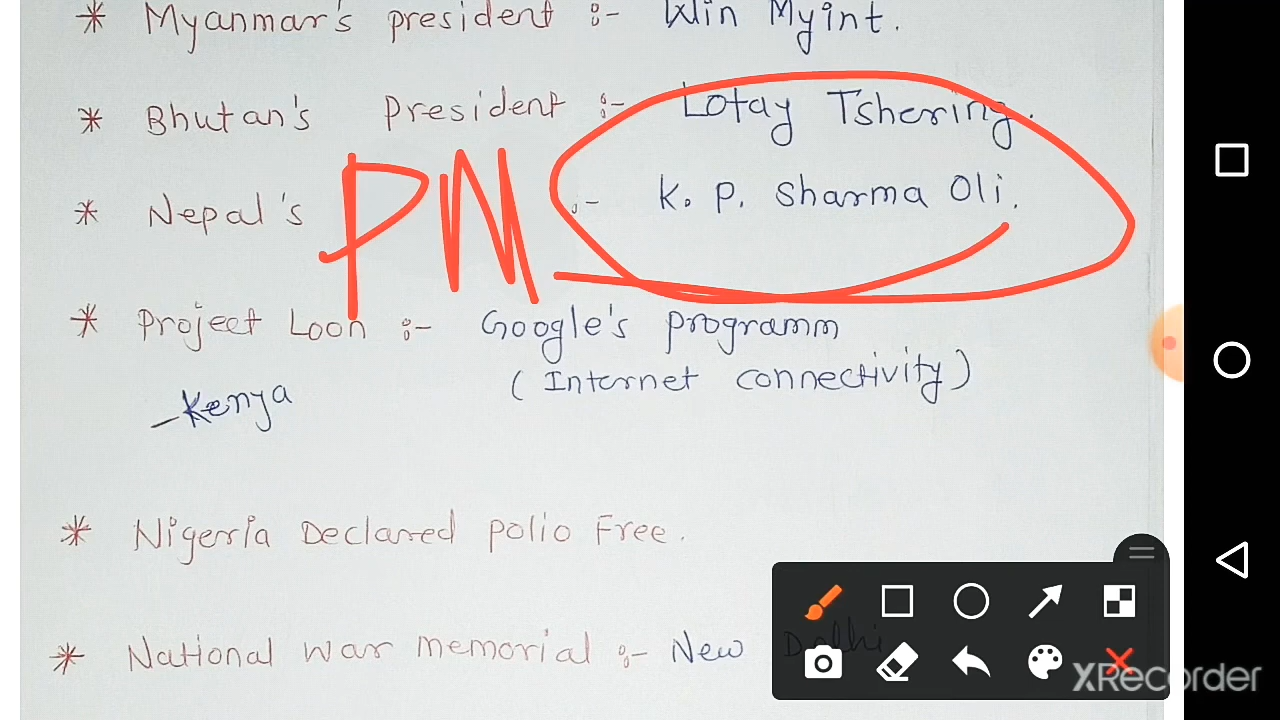 * Myanmar's president :- Win Myint.
* Bhutan's President :- Lotay Tshering.
* Nepal's PM :- K. P. Sharma Oli.
* Project Loon :- Google's programm
(Internet connectivity)
- Kenya
* Nigeria Declared polio Free.
* National war memorial :- New Delhi
XRecorder